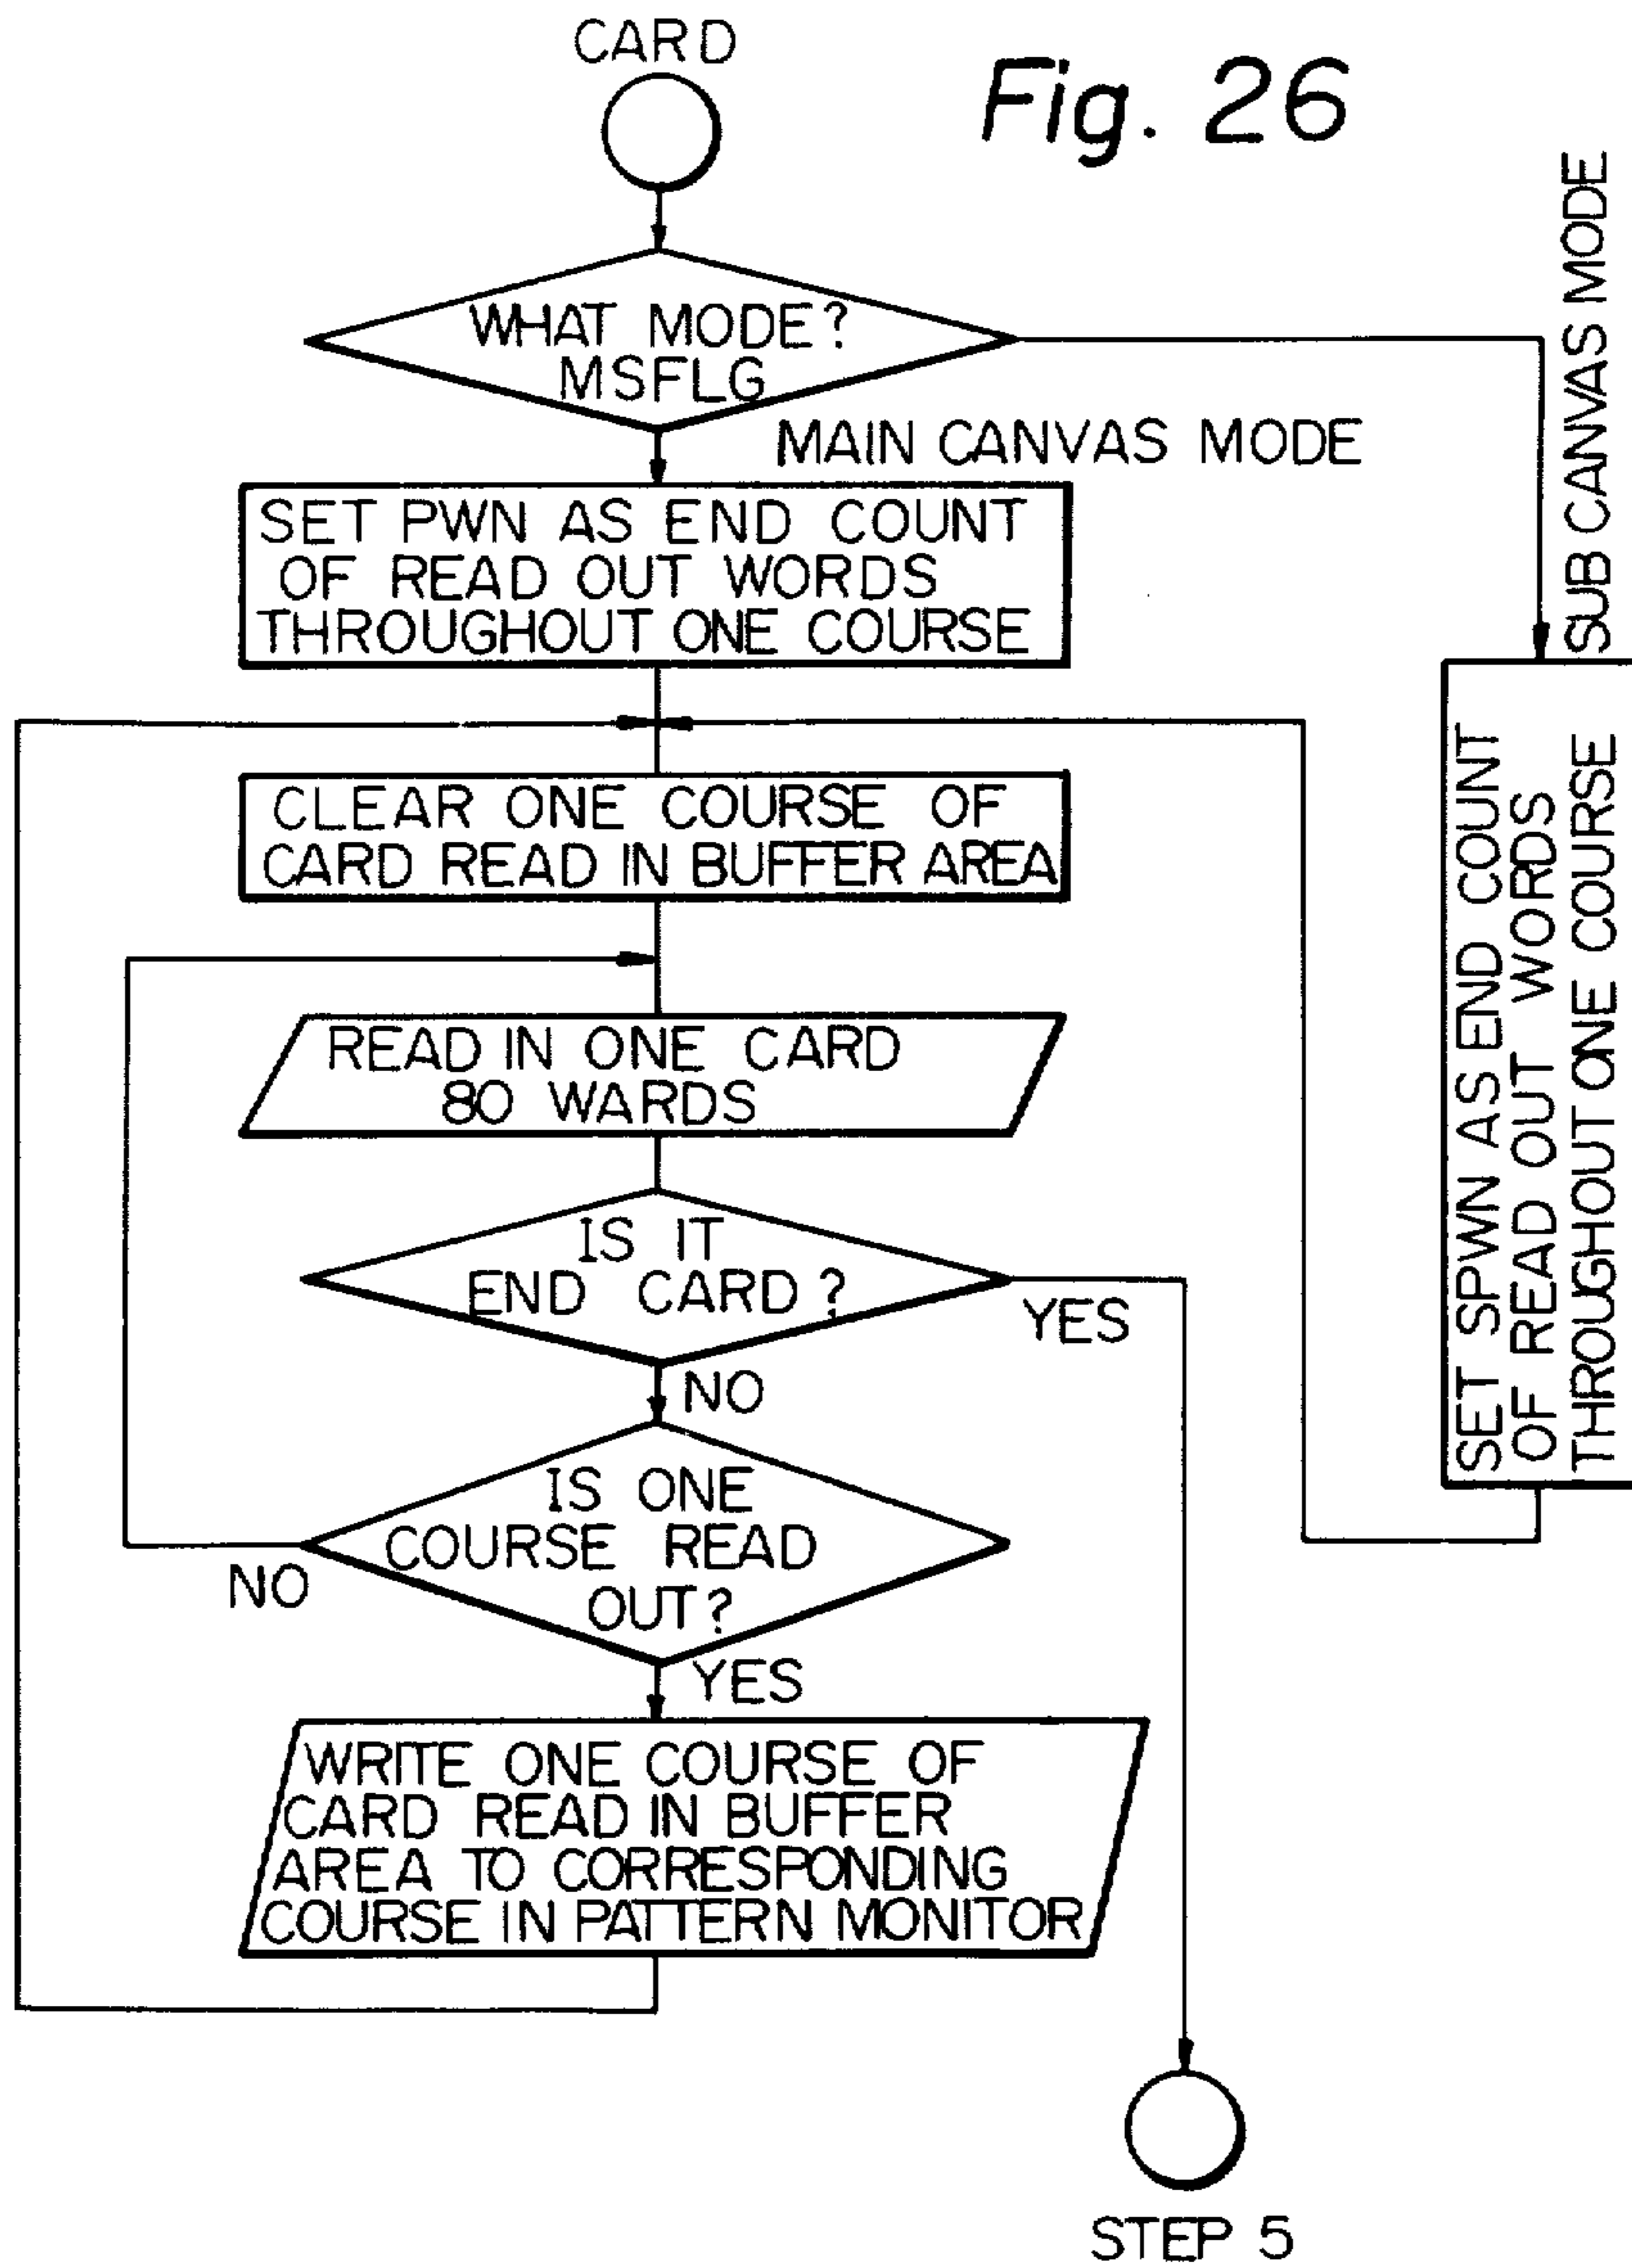 CARD
Fig. 26
WHAT MODE?
MSFLG
MAIN CANVAS MODE
SUB CANVAS MODE
SET PWN AS END COUNT
OF READ OUT WORDS
THROUGHOUT ONE COURSE
SET SPWN AS END COUNT
OF READ OUT WORDS
THROUGHOUT ONE COURSE
CLEAR ONE COURSE OF
CARD READ IN BUFFER AREA
READ IN ONE CARD
80 WARDS
IS IT
END CARD?
YES
NO
IS ONE
COURSE READ
OUT?
NO
YES
WRITE ONE COURSE OF
CARD READ IN BUFFER
AREA TO CORRESPONDING
COURSE IN PATTERN MONITOR
STEP 5